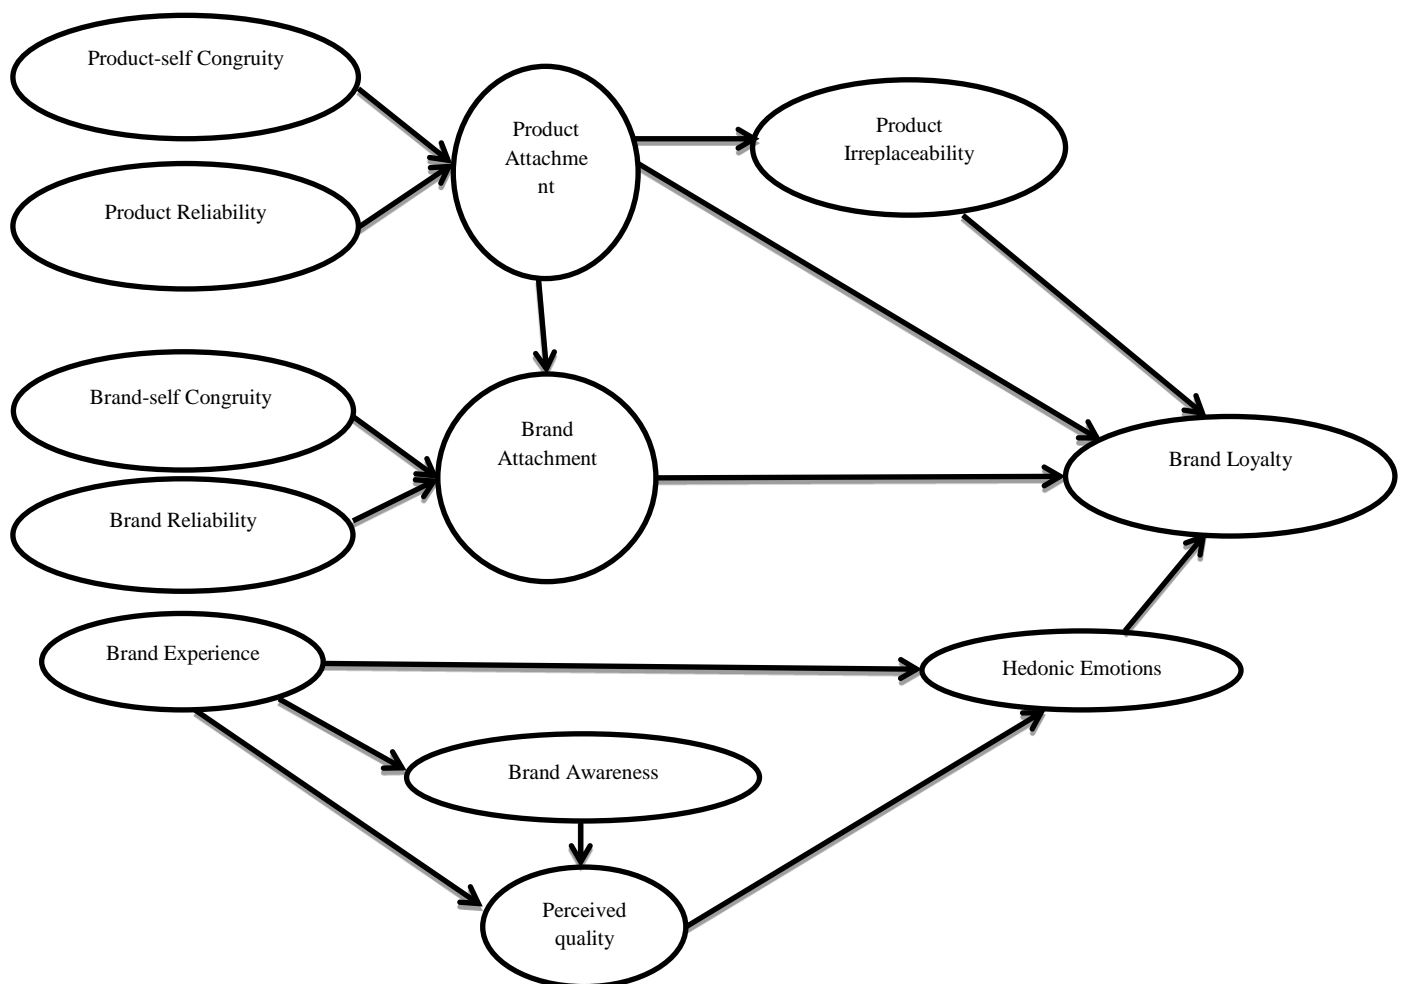 Product-self Congruity
Product Reliability
Product
Attachme
nt
Product
Irreplaceability
Brand-self Congruity
Brand Reliability
Brand
Attachment
Brand Loyalty
Brand Experience
Hedonic Emotions
Brand Awareness
Perceived
quality